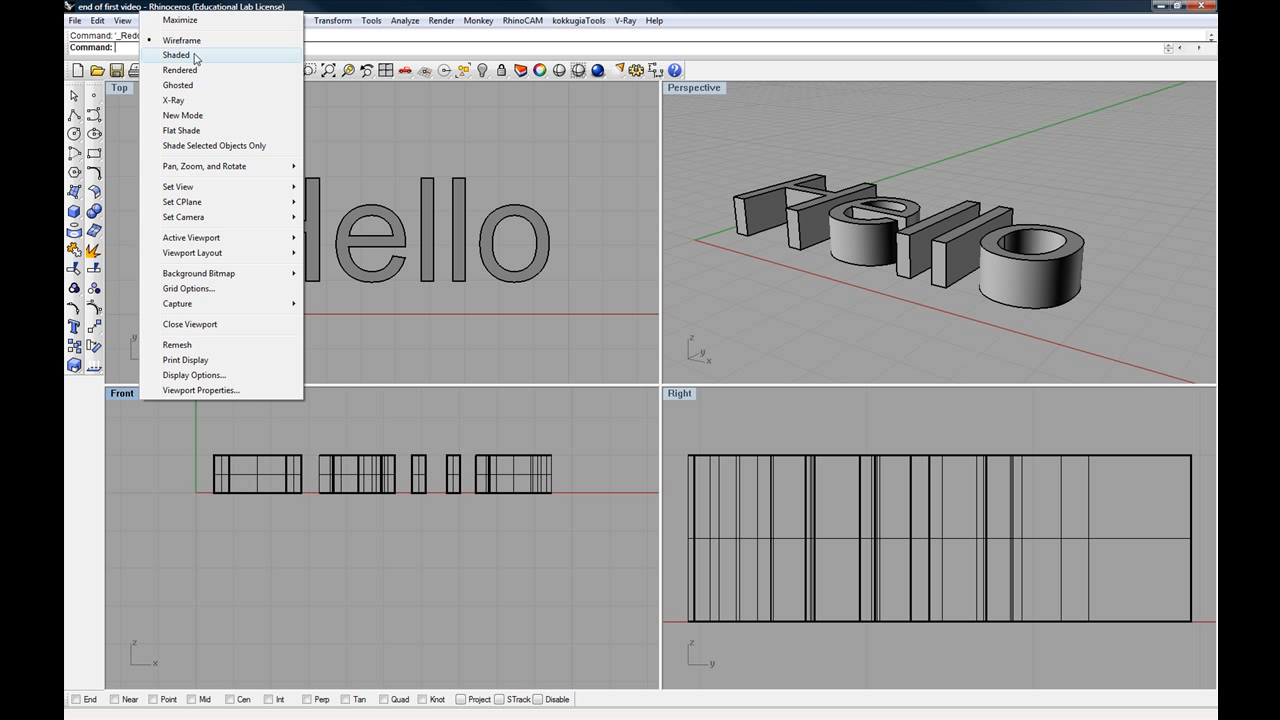 end of first video - Rhinoceros (Educational Lab License)
File Edit View Transform Tools Analyze Render Monkey RhinoCAM kokkugiaTools V-Ray Help
Command: '_Redo
Command:
Maximize
Wireframe
Shaded
Rendered
Ghosted
X-Ray
New Mode
Flat Shade
Shade Selected Objects Only
Pan, Zoom, and Rotate
Set View
Set CPlane
Set Camera
Active Viewport
Viewport Layout
Background Bitmap
Grid Options...
Capture
Close Viewport
Remesh
Print Display
Display Options...
Viewport Properties...
Top
Hello
y
Perspective
Hello
z
y
x
Front
z
x
Right
z
y
End Near Point Mid Cen Int Perp Tan Quad Knot Project STrack Disable